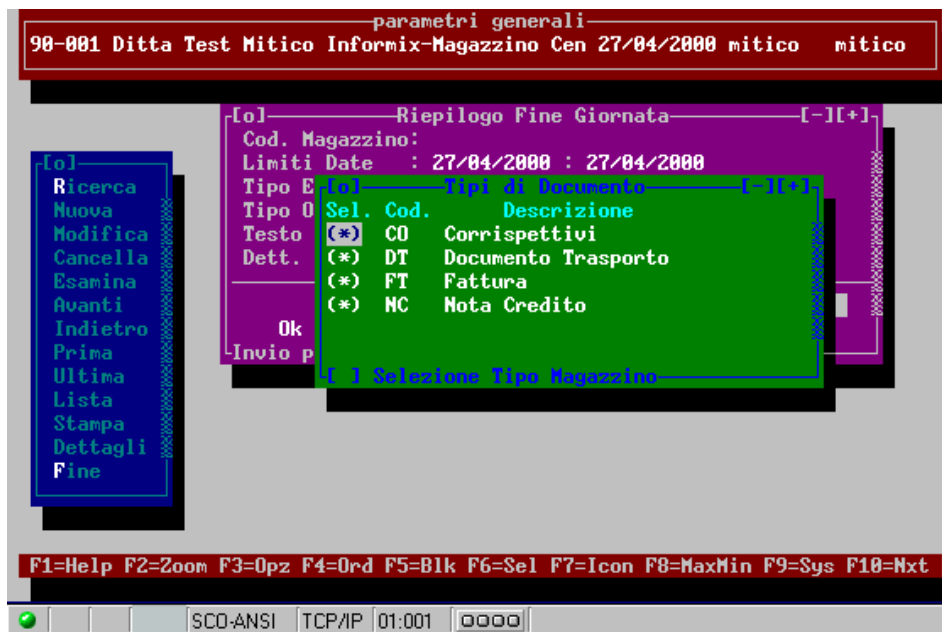 parametri generali
90-001 Ditta Test Mitico Informix-Magazzino Cen 27/04/2000 mitico mitico
[o] Riepilogo Fine Giornata [-][+]
Cod. Magazzino:
Limiti Date : 27/04/2000 : 27/04/2000
Tipo E
Tipo O
Testo
Dett.
Ok
Invio p
[o] Tipi di Documento [-][+]
Sel. Cod. Descrizione
(*) CO Corrispettivi
(*) DT Documento Trasporto
(*) FT Fattura
(*) NC Nota Credito
[ ] Selezione Tipo Magazzino
[o]
Ricerca
Nuova
Modifica
Cancella
Esamina
Avanti
Indietro
Prima
Ultima
Lista
Stampa
Dettagli
Fine
F1=Help F2=Zoom F3=Opz F4=Ord F5=Blk F6=Sel F7=Icon F8=MaxMin F9=Sys F10=Nxt
SCO-ANSI TCP/IP 01:001